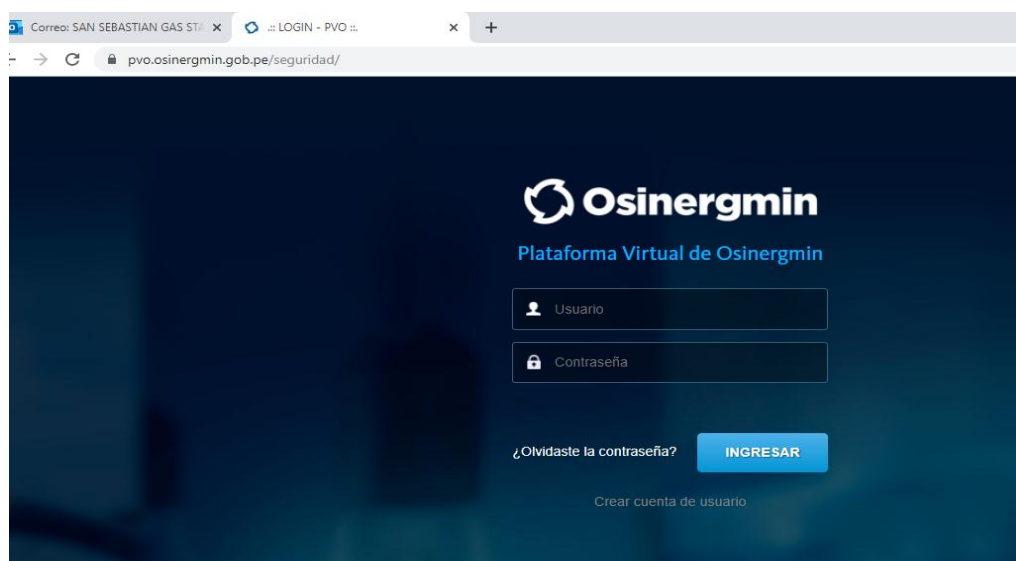 Correo: SAN SEBASTIAN GAS STA
.:: LOGIN - PVO ::.
pvo.osinergmin.gob.pe/seguridad/
Osinergmin
Plataforma Virtual de Osinergmin
Usuario
Contraseña
¿Olvidaste la contraseña?
INGRESAR
Crear cuenta de usuario